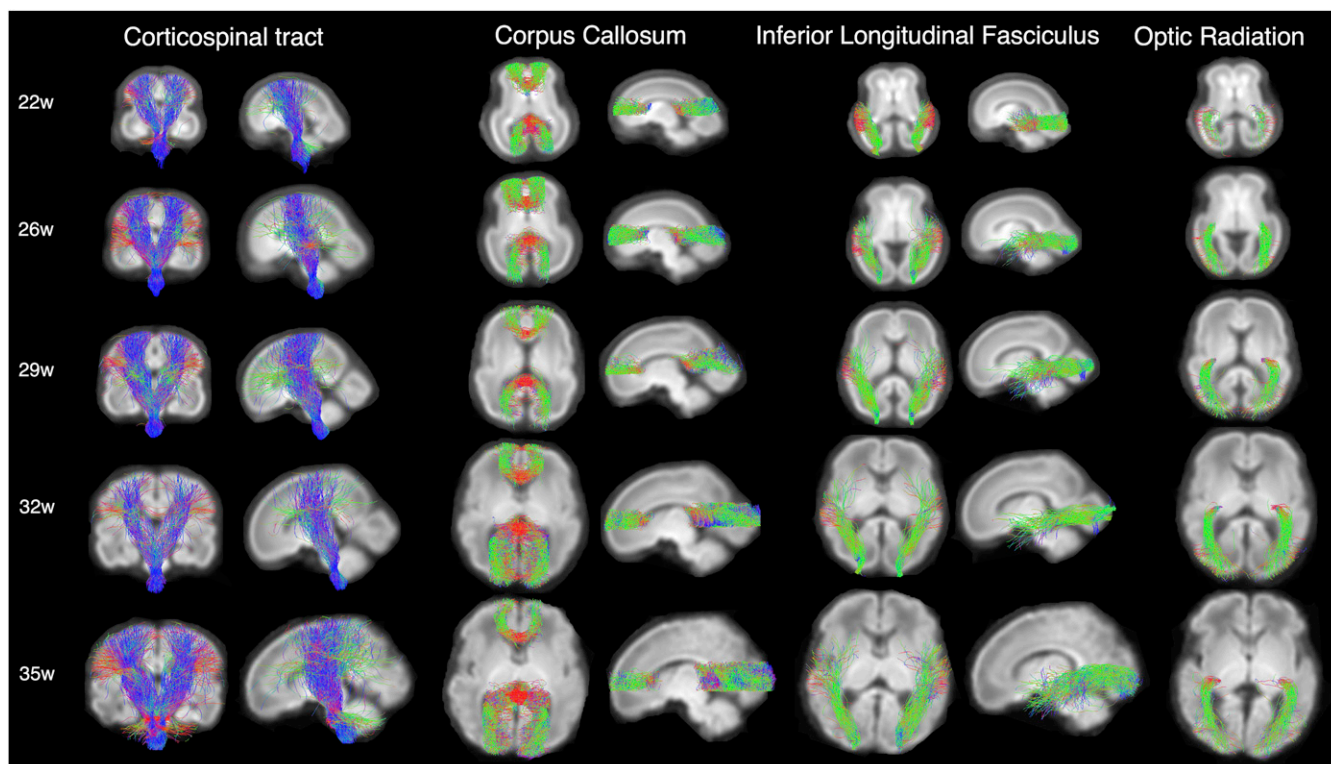 Corticospinal tract
Corpus Callosum
Inferior Longitudinal Fasciculus
Optic Radiation
22w
26w
29w
32w
35w